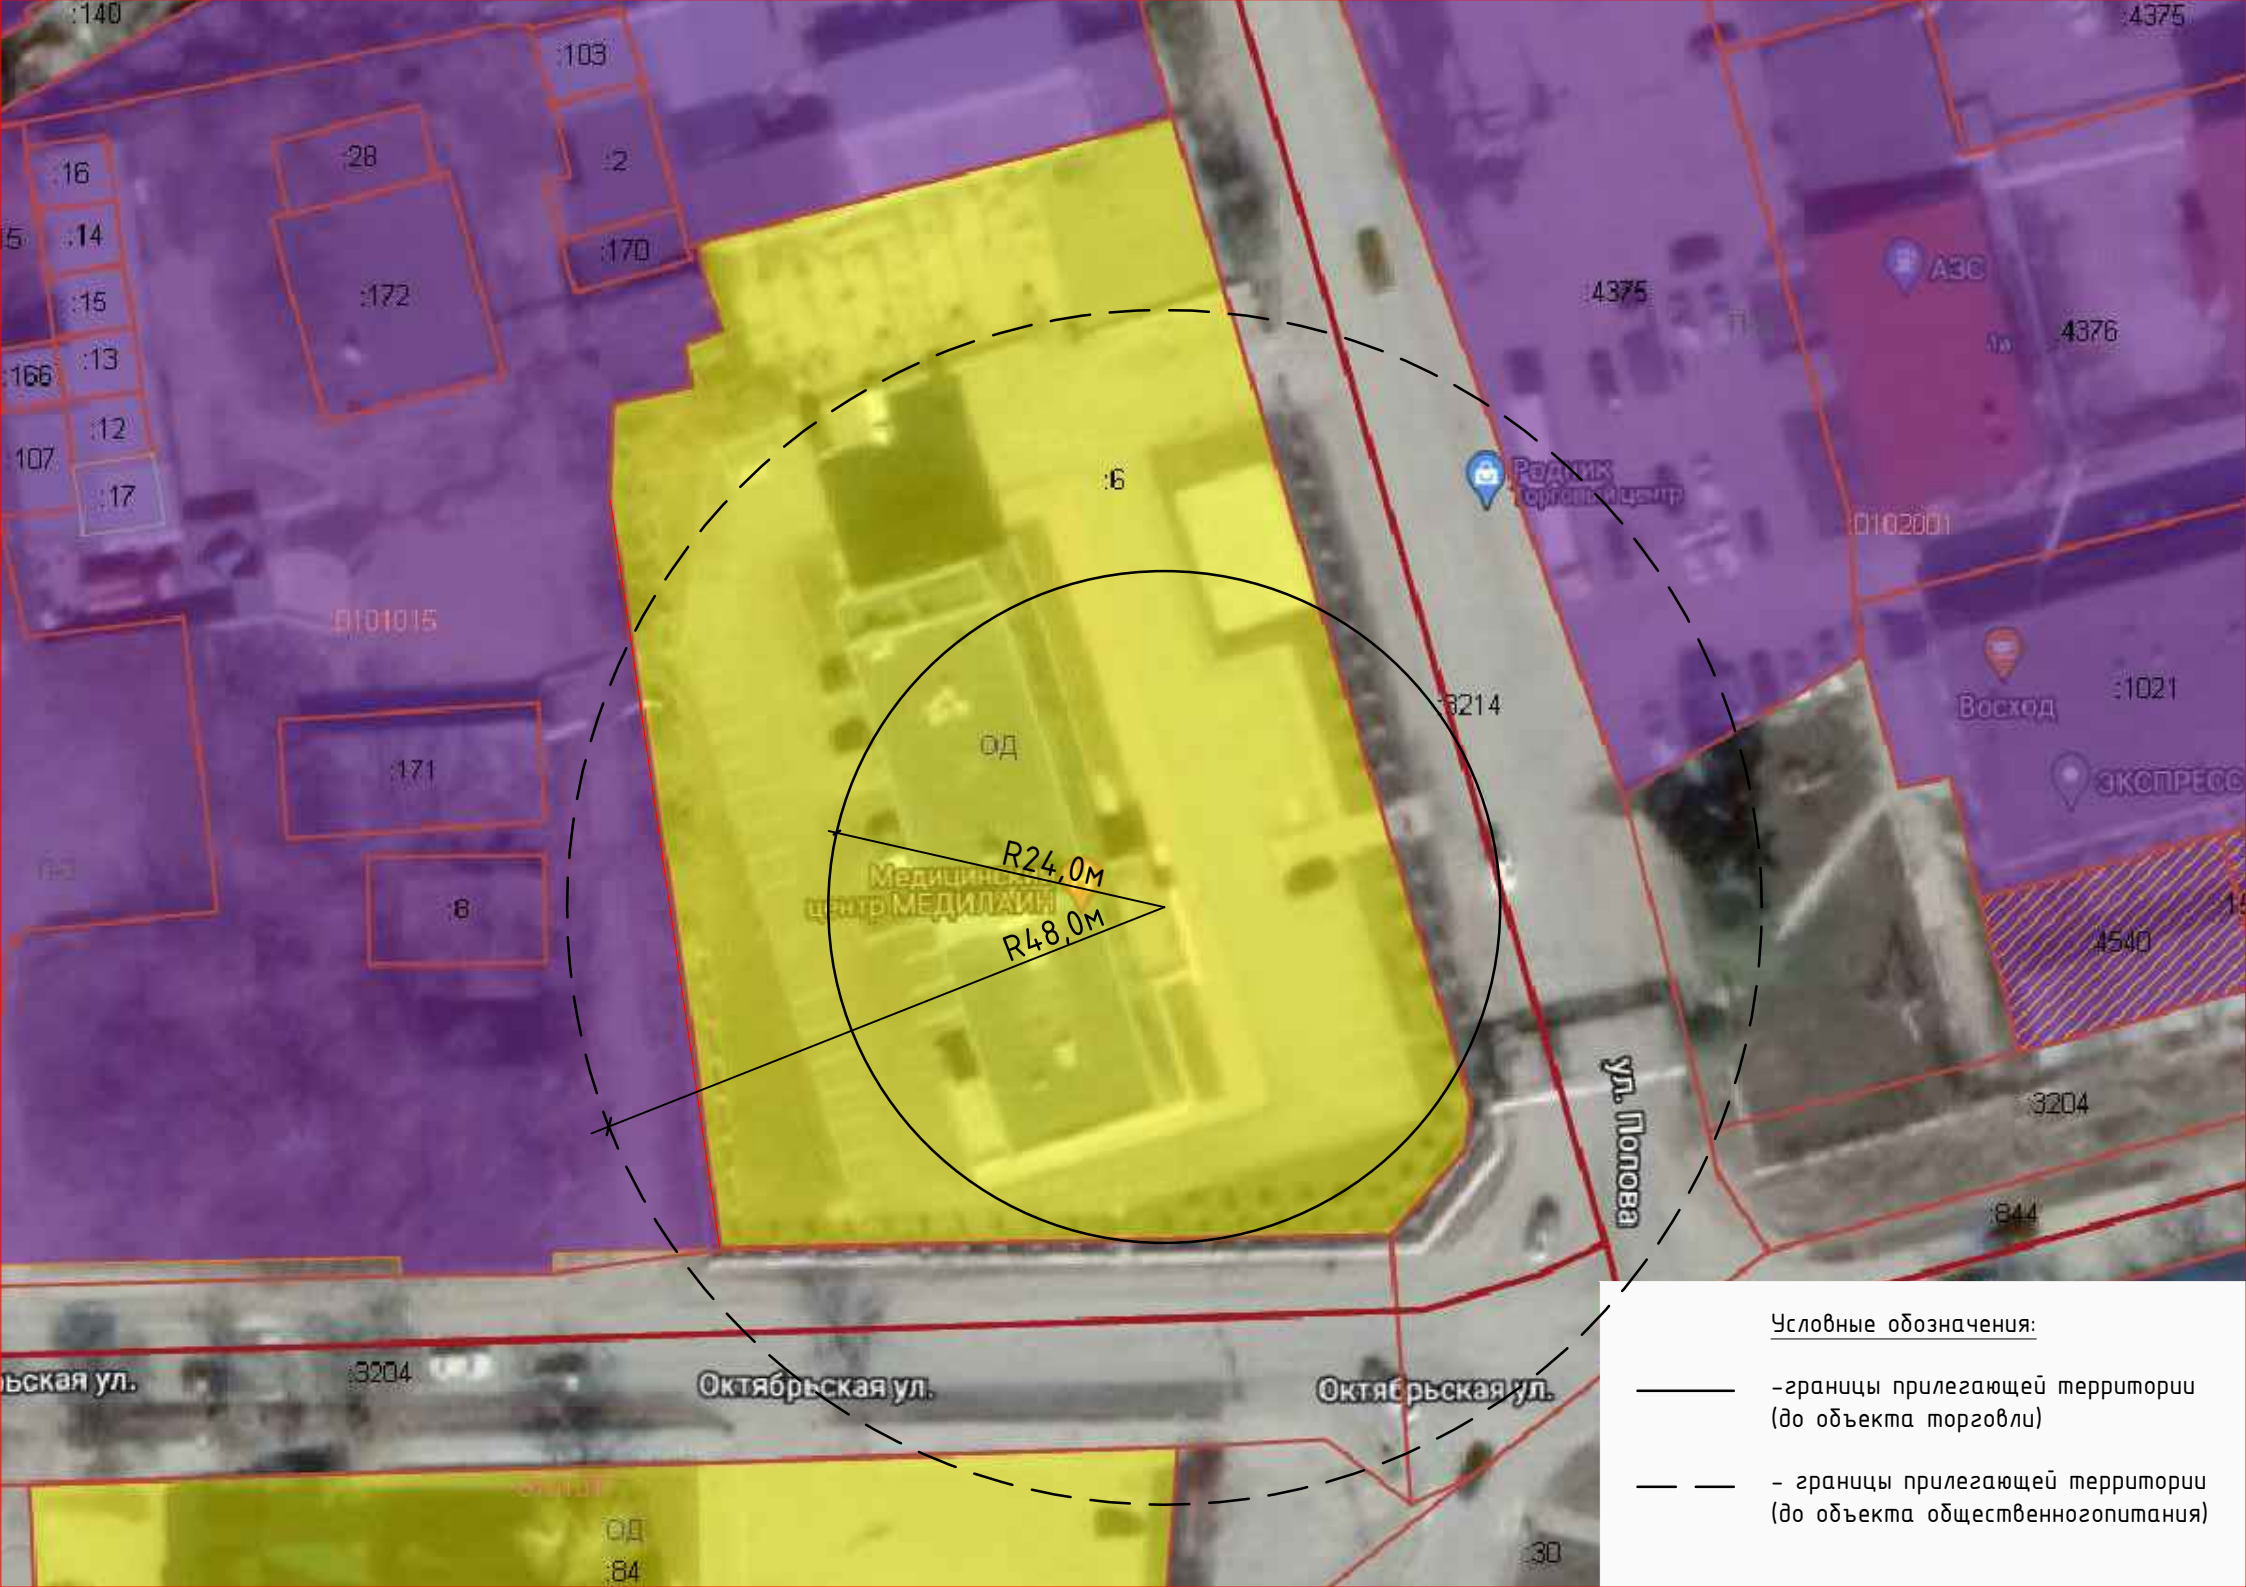 :140
:4375
:103
:28
:2
:16
.14
:170
:172
:15
АЗС
:4375
4376
:13
:166
:12
107
:17
:6
Родник
Торговый центр
:0102001
:0101015
:1021
:3214
Восход
ОД
:171
ЭКСПРЕСС
R24,0м
Медицинский
центр МЕДИЛАЙН
R48,0м
4540
ул. Попова
:3204
:844
Условные обозначения:
-границы прилегающей территории
(до объекта торговли)
- границы прилегающей территории
(до объекта общественногопитания)
:3204
ьская ул.
Октябрьская ул.
Октябрьская ул.
ОД
:84
:30